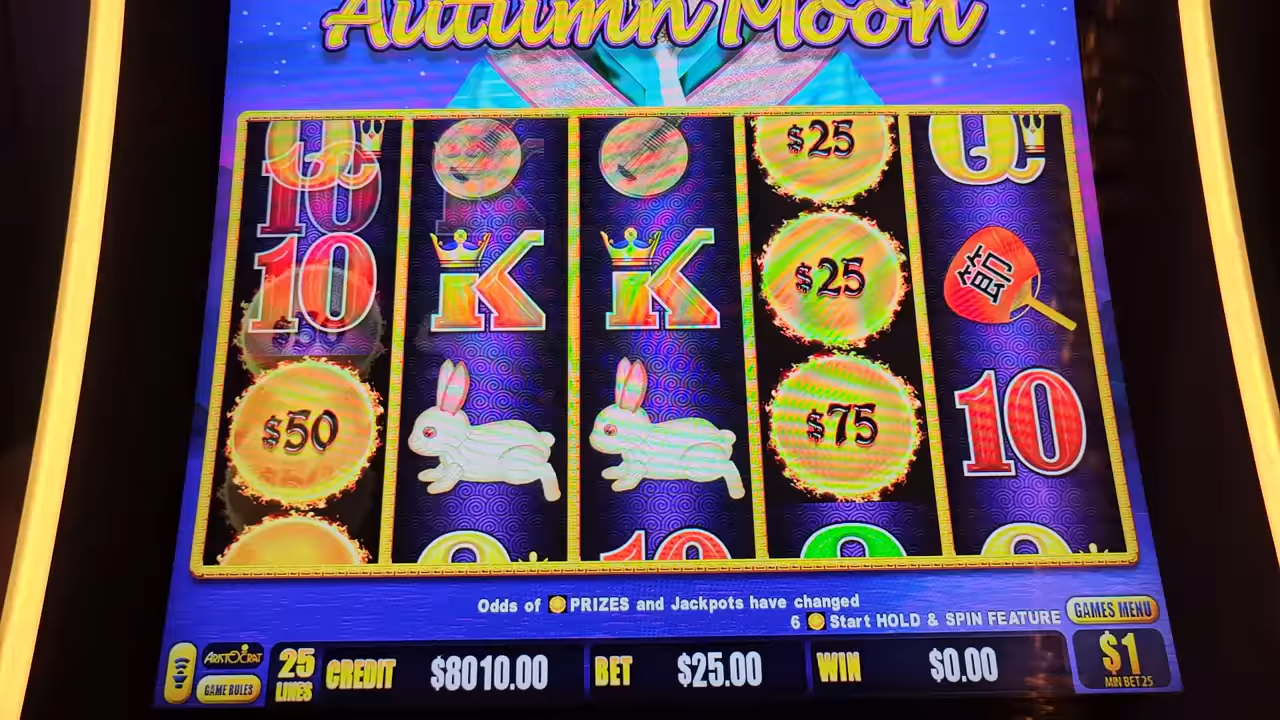 Autumn Moon
Q $25 Q
10
10 K K $25 節
$50 $75 10
Odds of PRIZES and Jackpots have changed
6 Start HOLD & SPIN FEATURE GAMES MENU
ARISTOCRAT 25 LINES CREDIT $8010.00 BET $25.00 WIN $0.00 $1
GAME RULES MIN BET 25